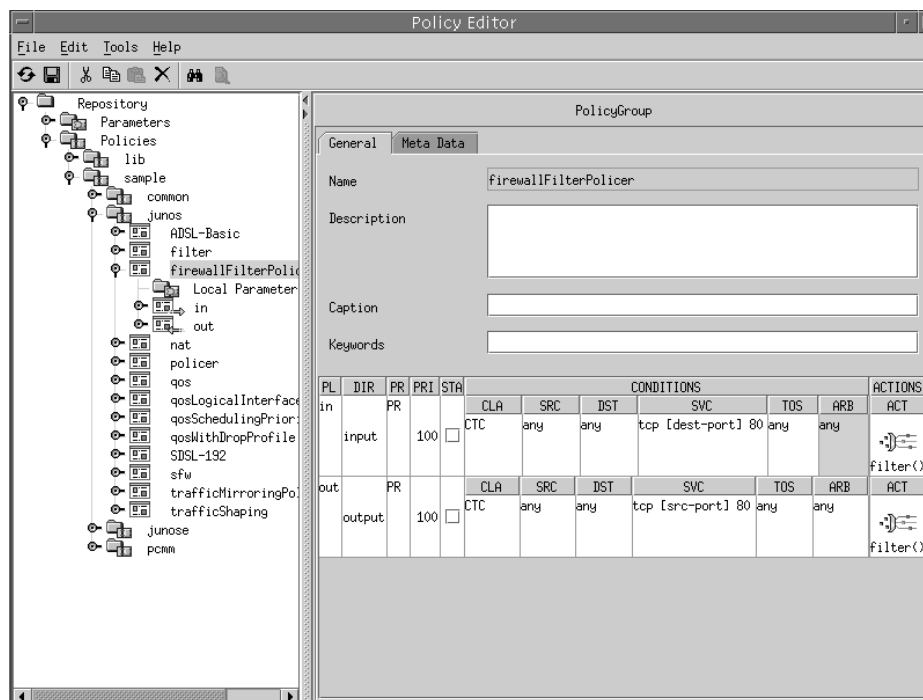 Policy Editor
File Edit Tools Help
Repository
Parameters
Policies
lib
sample
common
junos
ADSL-Basic
filter
firewallFilterPolic
Local Parameter
in
out
nat
policer
qos
qosLogicalInterface
qosSchedulingPrior
qosWithDropProfile
SDSL-192
sfw
trafficMirroringPo
trafficShaping
junose
pcmm
PolicyGroup
General Meta Data
Name firewallFilterPolicer
Description
Caption
Keywords
PL DIR PR PRI STA CONDITIONS ACTIONS
in PR CLA SRC DST SVC TOS ARB ACT
input 100 CTC any any tcp [dest-port] 80 any any
filter()
out PR CLA SRC DST SVC TOS ARB ACT
output 100 CTC any any tcp [src-port] 80 any any
filter()